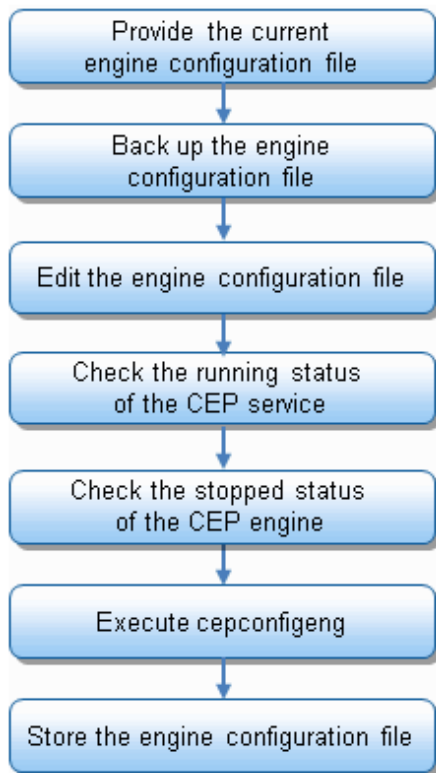 Provide the current
engine configuration file
Back up the engine
configuration file
Edit the engine configuration file
Check the running status
of the CEP service
Check the stopped status
of the CEP engine
Execute cepconfigeng
Store the engine configuration file